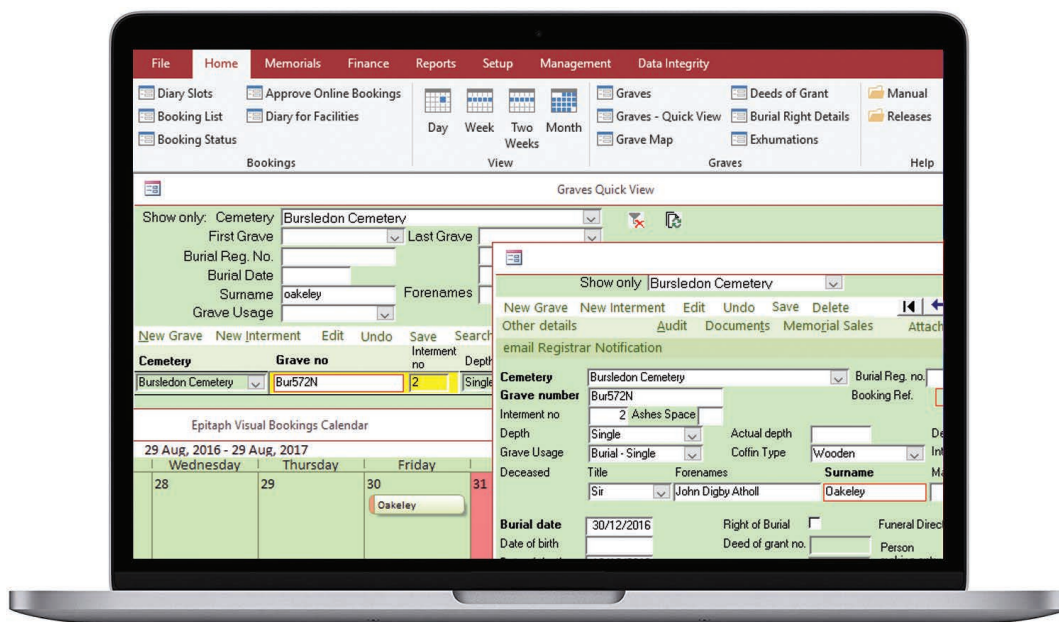 File Home Memorials Finance Reports Setup Management Data Integrity
Diary Slots Approve Online Bookings Graves Deeds of Grant Manual
Booking List Diary for Facilities Graves - Quick View Burial Right Details Releases
Booking Status Day Week Two Weeks Month Grave Map Exhumations
Bookings View Graves Help
Graves Quick View
Show only: Cemetery Bursledon Cemetery
First Grave Last Grave
Burial Reg. No.
Burial Date
Surname oakeley Forenames
Grave Usage
New Grave New Interment Edit Undo Save Search
Cemetery Grave no Interment no Depth
Bursledon Cemetery Bur572N 2 Single
Epitaph Visual Bookings Calendar
29 Aug, 2016 - 29 Aug, 2017
Wednesday Thursday Friday
28 29 30 31
Oakeley
Show only Bursledon Cemetery
New Grave New Interment Edit Undo Save Delete
Other details Audit Documents Memorial Sales Attach
email Registrar Notification
Cemetery Bursledon Cemetery Burial Reg. no.
Grave number Bur572N Booking Ref.
Interment no 2 Ashes Space
Depth Single Actual depth De
Grave Usage Burial - Single Coffin Type Wooden Int
Deceased Title Forenames Surname Ma
Sir John Digby Atholl Oakeley
Burial date 30/12/2016 Right of Burial Funeral Direc
Date of birth Deed of grant no. Person